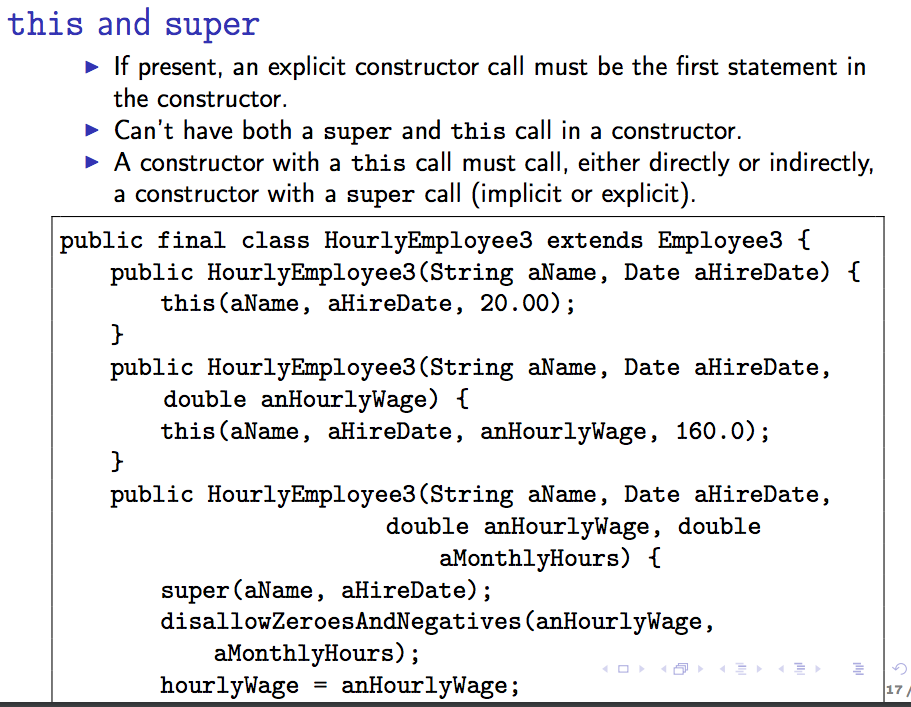 this and super
If present, an explicit constructor call must be the first statement in
the constructor.
Can't have both a super and this call in a constructor.
A constructor with a this call must call, either directly or indirectly,
a constructor with a super call (implicit or explicit).
public final class HourlyEmployee3 extends Employee3 {
public HourlyEmployee3(String aName, Date aHireDate) {
this(aName, aHireDate, 20.00);
}
public HourlyEmployee3(String aName, Date aHireDate,
double anHourlyWage) {
this(aName, aHireDate, anHourlyWage, 160.0);
}
public HourlyEmployee3(String aName, Date aHireDate,
double anHourlyWage, double
aMonthlyHours) {
super(aName, aHireDate);
disallowZeroesAndNegatives(anHourlyWage,
aMonthlyHours);
hourlyWage = anHourlyWage;
17 /